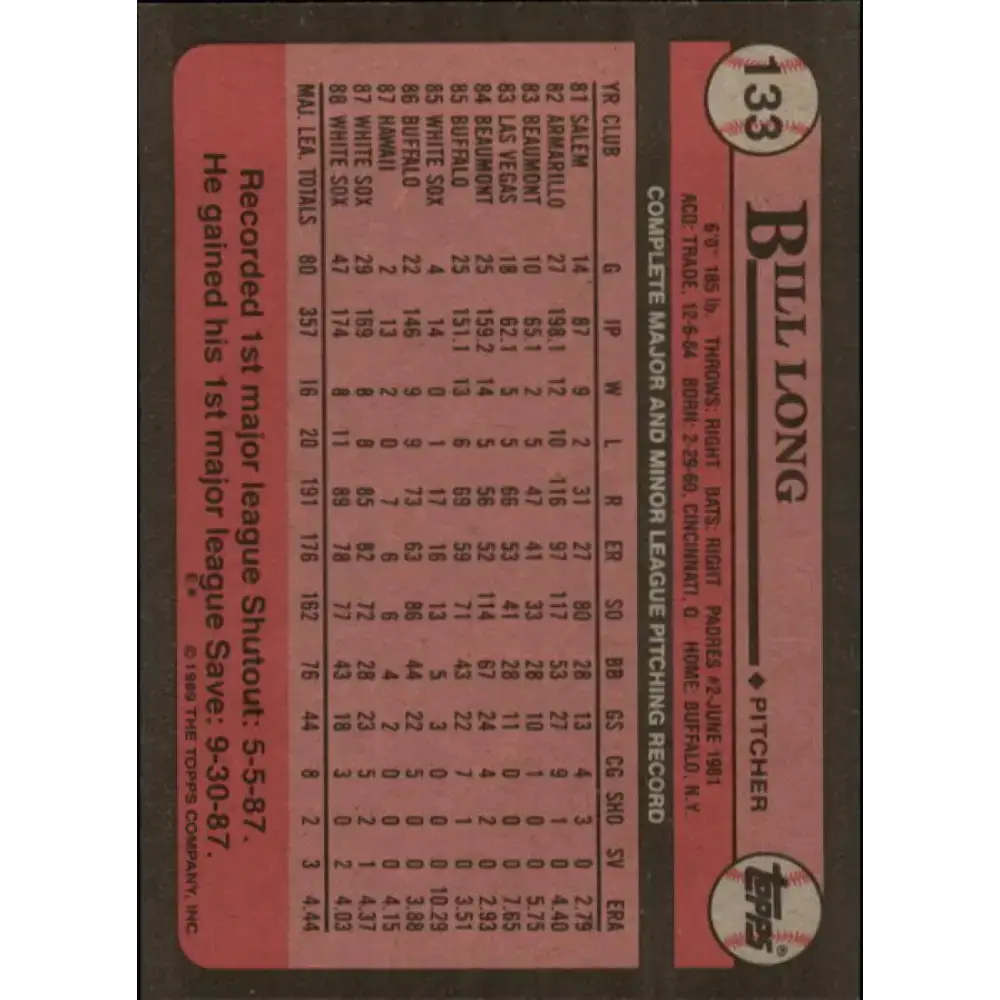 133
BILL LONG ◆ PITCHER
topps®
6'0" 185 lb. THROWS: RIGHT BATS: RIGHT PADRES #2-JUNE 1981
ACQ: TRADE, 12-6-84 BORN: 2-29-60, CINCINNATI, O HOME: BUFFALO, N.Y.
COMPLETE MAJOR AND MINOR LEAGUE PITCHING RECORD
YR CLUB G IP W L R ER SO BB GS CG SHO SV ERA
81 SALEM 14 87 9 2 31 27 80 28 13 4 3 0 2.79
82 AMARILLO 27 198.1 12 10 116 97 117 53 27 9 1 0 4.40
83 BEAUMONT 10 65.1 2 5 47 41 33 28 10 1 0 0 5.75
83 LAS VEGAS 18 62.1 5 5 66 53 41 28 11 0 0 0 7.65
84 BEAUMONT 25 159.2 14 5 56 52 114 67 24 4 2 0 2.93
85 BUFFALO 25 151.1 13 6 69 59 71 43 22 7 1 0 3.51
85 WHITE SOX 4 14 0 1 17 16 13 5 3 0 0 0 10.29
86 BUFFALO 22 146 9 9 73 63 86 44 22 5 0 0 3.88
87 HAWAII 2 13 2 0 7 6 6 4 2 0 0 0 4.15
87 WHITE SOX 29 169 8 8 85 82 72 28 23 5 2 1 4.37
88 WHITE SOX 47 174 8 11 89 78 77 43 18 3 0 2 4.03
MAJ. LEA. TOTALS 80 357 16 20 191 176 162 76 44 8 2 3 4.44
Recorded 1st major league Shutout: 5-5-87.
He gained his 1st major league Save: 9-30-87.
E* © 1989 THE TOPPS COMPANY, INC.